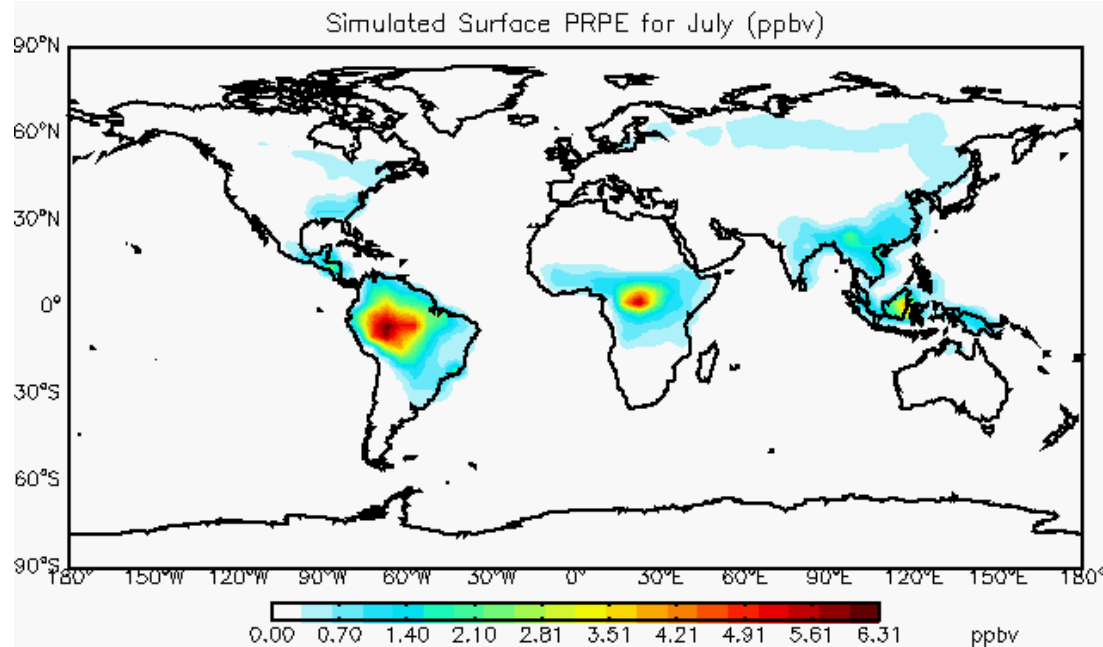 Simulated Surface PRPE for July (ppbv)
90°N
60°N
30°N
0°
30°S
60°S
90°S
180° 150°W 120°W 90°W 60°W 30°W 0° 30°E 60°E 90°E 120°E 150°E 180°
0.00 0.70 1.40 2.10 2.81 3.51 4.21 4.91 5.61 6.31 ppbv